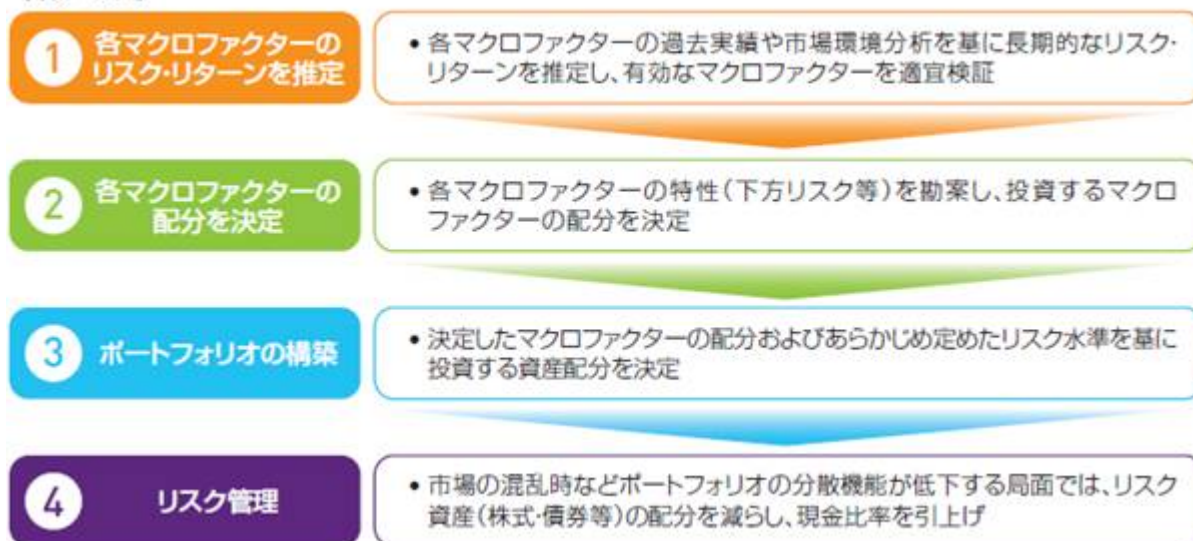 1
各マクロファクターの
リスク・リターンを推定
• 各マクロファクターの過去実績や市場環境分析を基に長期的なリスク・
リターンを推定し、有効なマクロファクターを適宜検証
2
各マクロファクターの
配分を決定
• 各マクロファクターの特性(下方リスク等)を勘案し、投資するマクロ
ファクターの配分を決定
3
ポートフォリオの構築
• 決定したマクロファクターの配分およびあらかじめ定めたリスク水準を基に
投資する資産配分を決定
4
リスク管理
• 市場の混乱時などポートフォリオの分散機能が低下する局面では、リスク
資産(株式・債券等)の配分を減らし、現金比率を引上げ